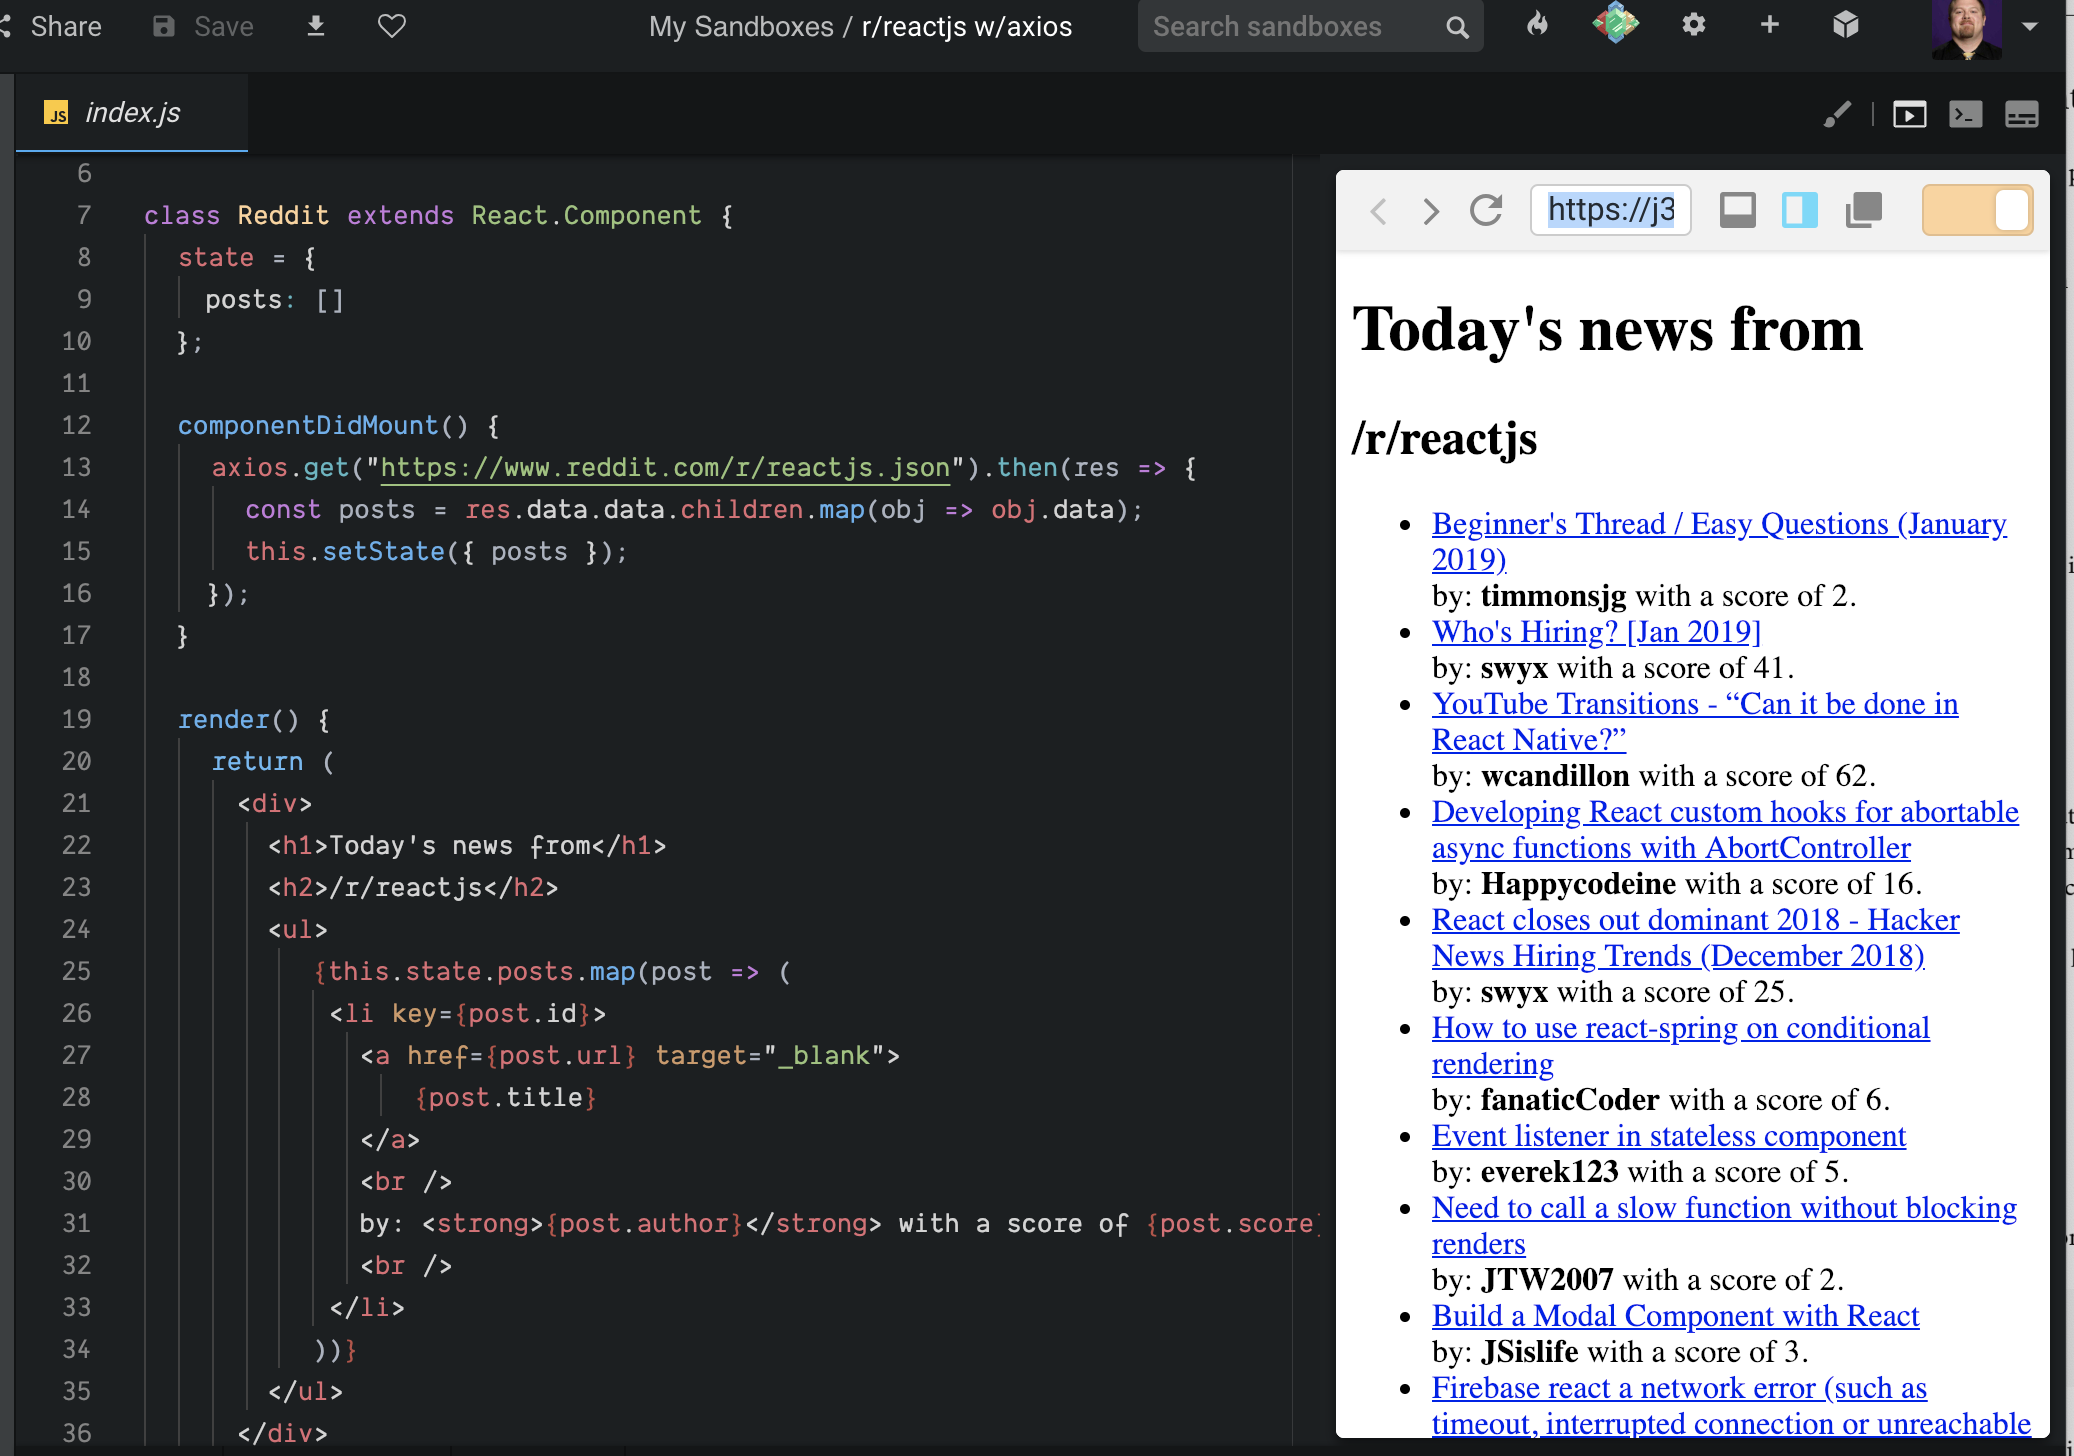 Share
Save
My Sandboxes / r/reactjs w/axios
Search sandboxes
JS index.js
6
7 class Reddit extends React.Component {
8 state = {
9 posts: []
10 };
11
12 componentDidMount() {
13 axios.get("https://www.reddit.com/r/reactjs.json").then(res => {
14 const posts = res.data.data.children.map(obj => obj.data);
15 this.setState({ posts });
16 });
17 }
18
19 render() {
20 return (
21 <div>
22 <h1>Today's news from</h1>
23 <h2>/r/reactjs</h2>
24 <ul>
25 {this.state.posts.map(post => (
26 <li key={post.id}>
27 <a href={post.url} target="_blank">
28 {post.title}
29 </a>
30 <br />
31 by: <strong>{post.author}</strong> with a score of {post.score}
32 <br />
33 </li>
34 ))}
35 </ul>
36 </div>
https://j3
Today's news from
/r/reactjs
• Beginner's Thread / Easy Questions (January
2019)
by: timmonsjg with a score of 2.
• Who's Hiring? [Jan 2019]
by: swyx with a score of 41.
• YouTube Transitions - “Can it be done in
React Native?”
by: wcandillon with a score of 62.
• Developing React custom hooks for abortable
async functions with AbortController
by: Happycodeine with a score of 16.
• React closes out dominant 2018 - Hacker
News Hiring Trends (December 2018)
by: swyx with a score of 25.
• How to use react-spring on conditional
rendering
by: fanaticCoder with a score of 6.
• Event listener in stateless component
by: everek123 with a score of 5.
• Need to call a slow function without blocking
renders
by: JTW2007 with a score of 2.
• Build a Modal Component with React
by: JSislife with a score of 3.
• Firebase react a network error (such as
timeout, interrupted connection or unreachable